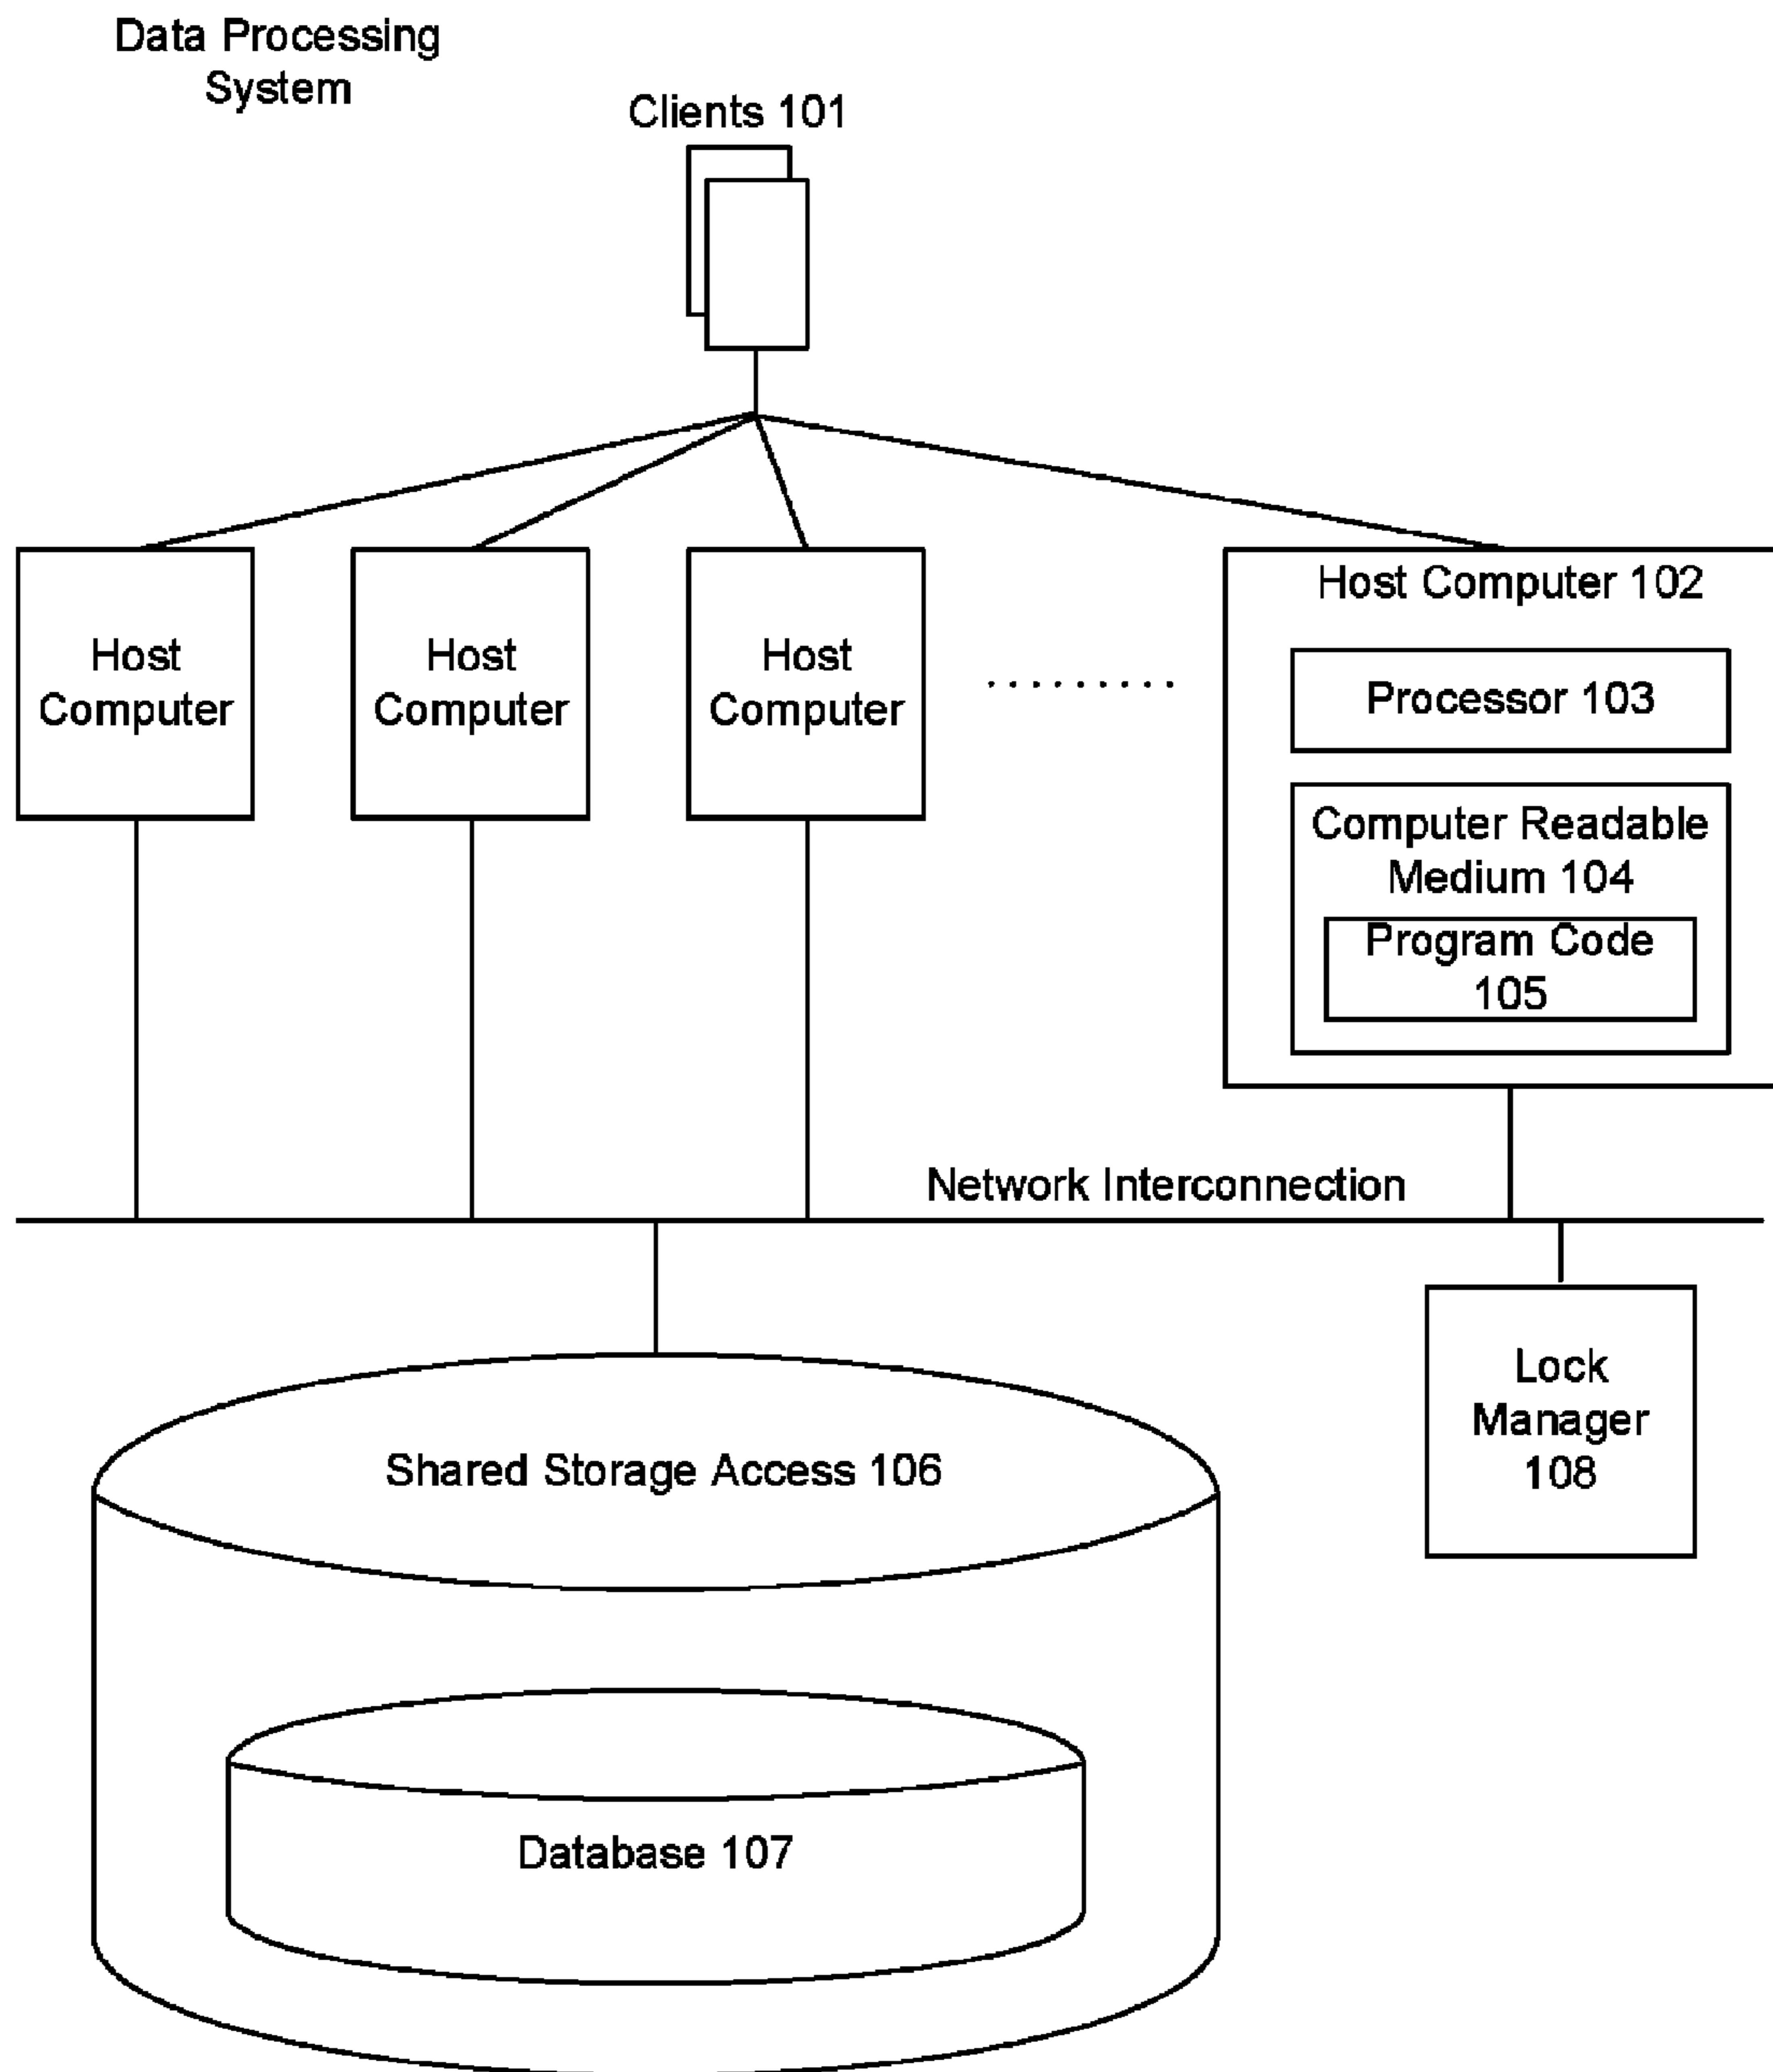 Data Processing
System
Clients 101
Host
Computer
Host
Computer
Host
Computer
Host Computer 102
Processor 103
Computer Readable
Medium 104
Program Code
105
Network Interconnection
Lock
Manager
108
Shared Storage Access 106
Database 107